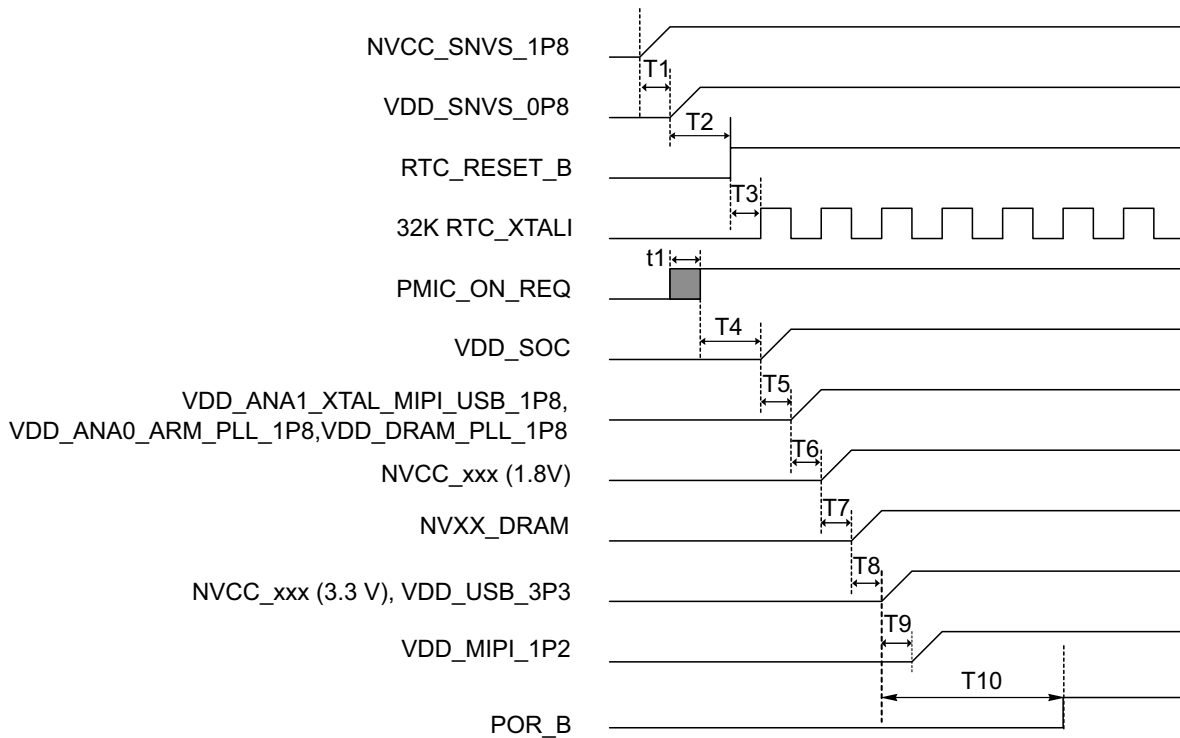 NVCC_SNVS_1P8
T1
VDD_SNVS_0P8
T2
RTC_RESET_B
T3
32K RTC_XTALI
t1
PMIC_ON_REQ
T4
VDD_SOC
T5
VDD_ANA1_XTAL_MIPI_USB_1P8,
VDD_ANA0_ARM_PLL_1P8,VDD_DRAM_PLL_1P8
T6
NVCC_xxx (1.8V)
T7
NVXX_DRAM
T8
NVCC_xxx (3.3 V), VDD_USB_3P3
T9
VDD_MIPI_1P2
T10
POR_B